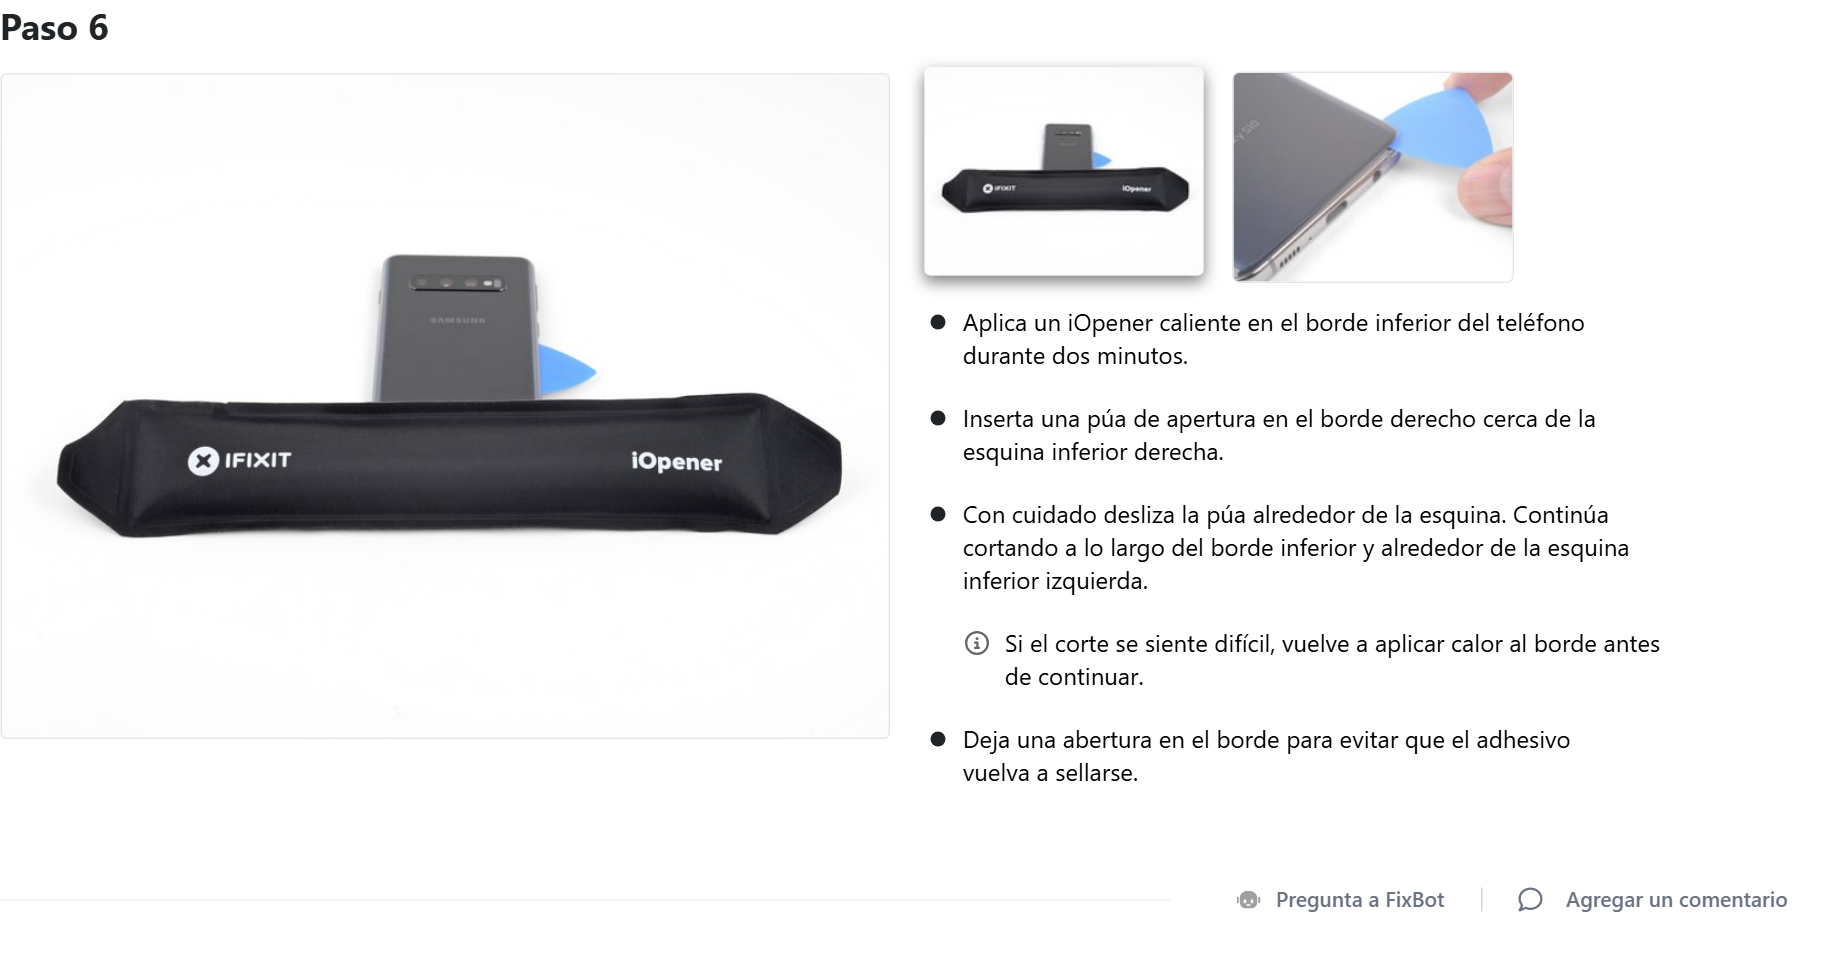 Paso 6
SAMSUNG
IFIXIT
iOpener
IFIXIT
iOpener
Aplica un iOpener caliente en el borde inferior del teléfono
durante dos minutos.
Inserta una púa de apertura en el borde derecho cerca de la
esquina inferior derecha.
Con cuidado desliza la púa alrededor de la esquina. Continúa
cortando a lo largo del borde inferior y alrededor de la esquina
inferior izquierda.
Si el corte se siente difícil, vuelve a aplicar calor al borde antes
de continuar.
Deja una abertura en el borde para evitar que el adhesivo
vuelva a sellarse.
Pregunta a FixBot
Agregar un comentario